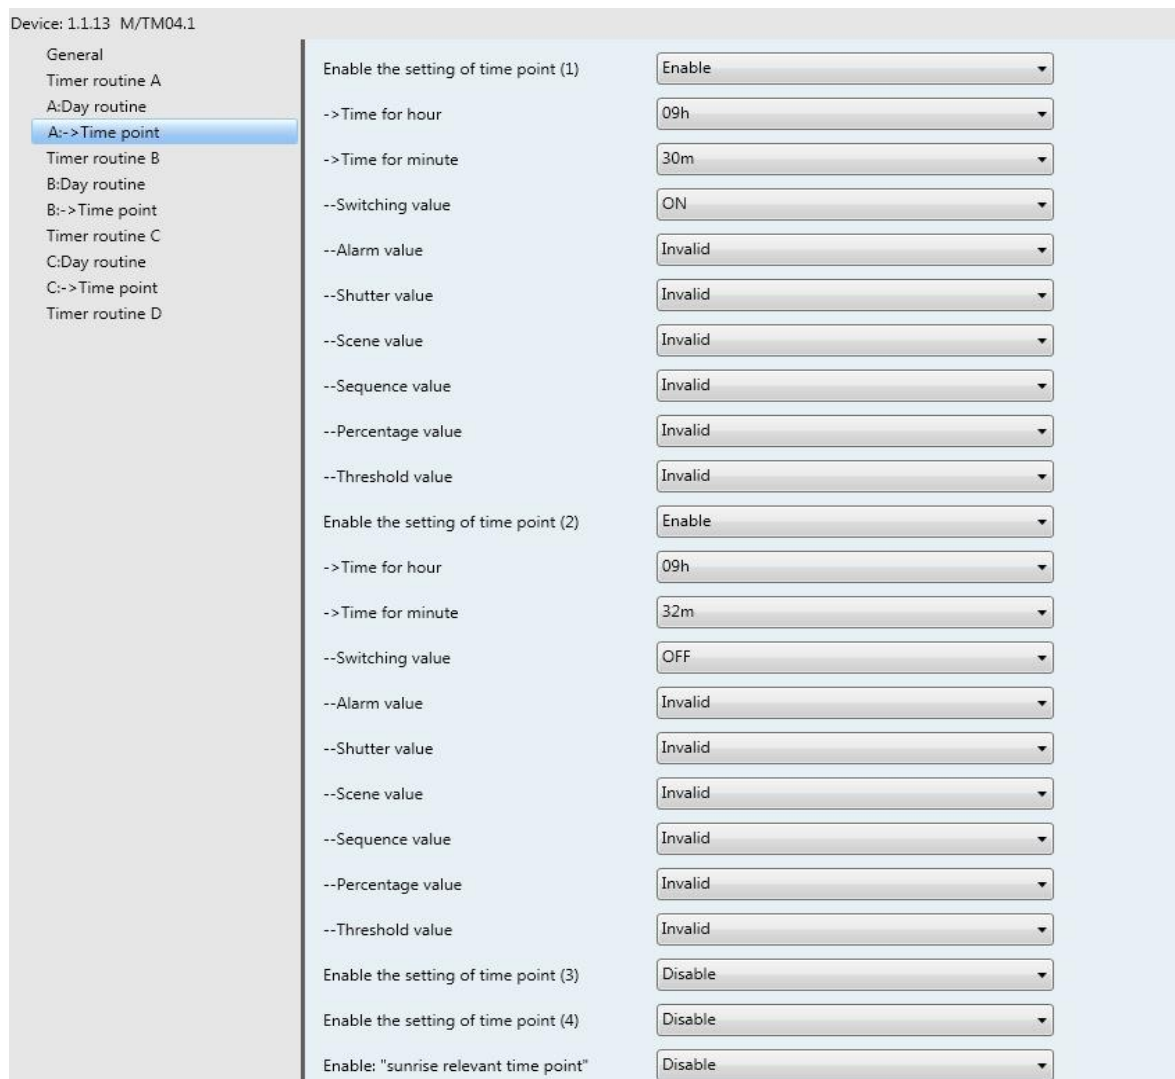 Device: 1.1.13 M/TM04.1
General
Timer routine A
A:Day routine
A:->Time point
Timer routine B
B:Day routine
B:->Time point
Timer routine C
C:Day routine
C:->Time point
Timer routine D
Enable the setting of time point (1) Enable
->Time for hour 09h
->Time for minute 30m
--Switching value ON
--Alarm value Invalid
--Shutter value Invalid
--Scene value Invalid
--Sequence value Invalid
--Percentage value Invalid
--Threshold value Invalid
Enable the setting of time point (2) Enable
->Time for hour 09h
->Time for minute 32m
--Switching value OFF
--Alarm value Invalid
--Shutter value Invalid
--Scene value Invalid
--Sequence value Invalid
--Percentage value Invalid
--Threshold value Invalid
Enable the setting of time point (3) Disable
Enable the setting of time point (4) Disable
Enable: "sunrise relevant time point" Disable